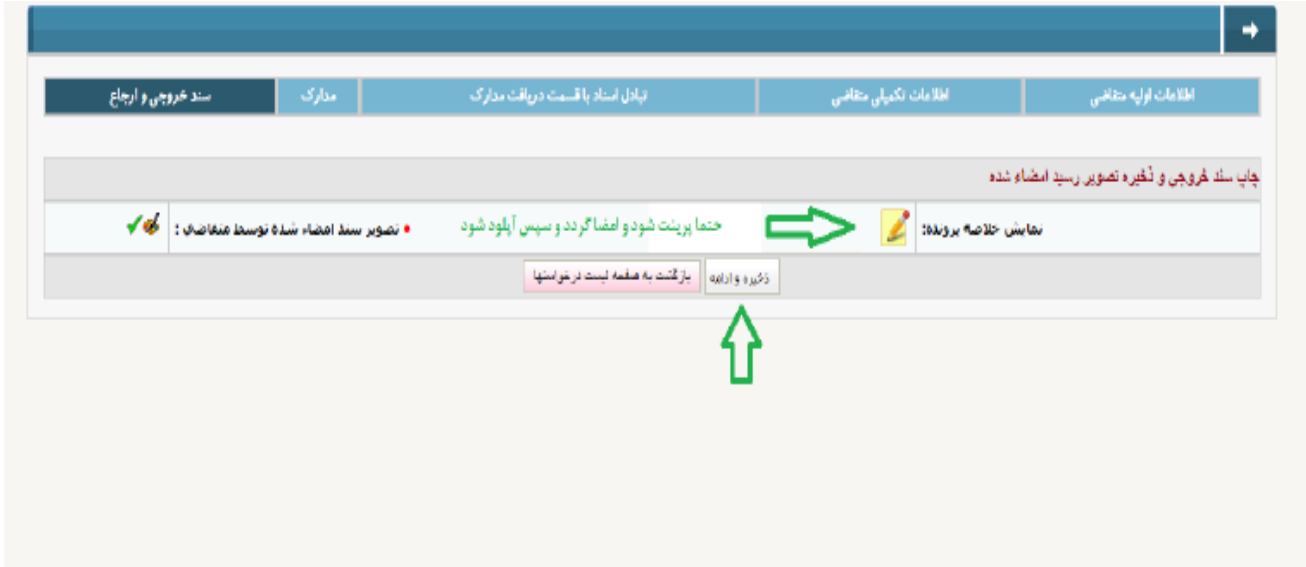 اطلاعات اولیه متقاضی
اطلاعات تکمیلی متقاضی
تبادل اسناد با قسمت دریافت مدارک
مدارک
سند خروجی و ارجاع
چاپ سند خروجی و ذخیره تصویر رسید امضاء شده
نمایش خلاصه پرونده:
حتما پرینت شود و امضا گردد و سپس آپلود شود
• تصویر سند امضاء شده توسط متقاضی :
ذخیره و ادامه
بازگشت به صفحه لیست درخواستها